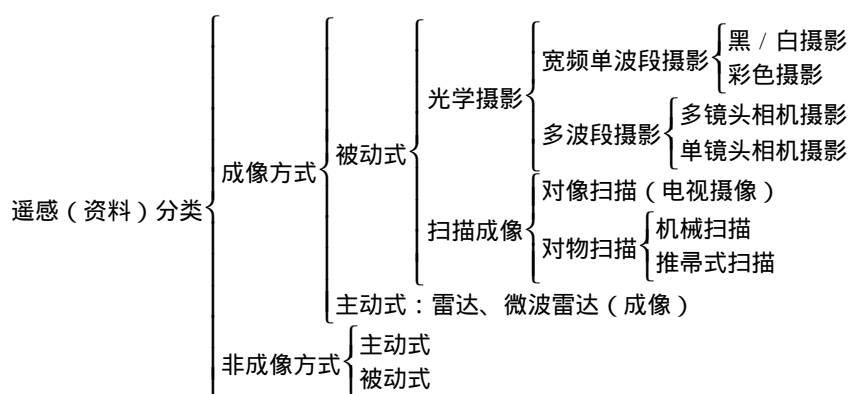 遥感(资料)分类
成像方式
被动式
光学摄影
宽频单波段摄影
黑/白摄影
彩色摄影
多波段摄影
多镜头相机摄影
单镜头相机摄影
扫描成像
对像扫描(电视摄像)
对物扫描
机械扫描
推帚式扫描
主动式:雷达、微波雷达(成像)
非成像方式
主动式
被动式